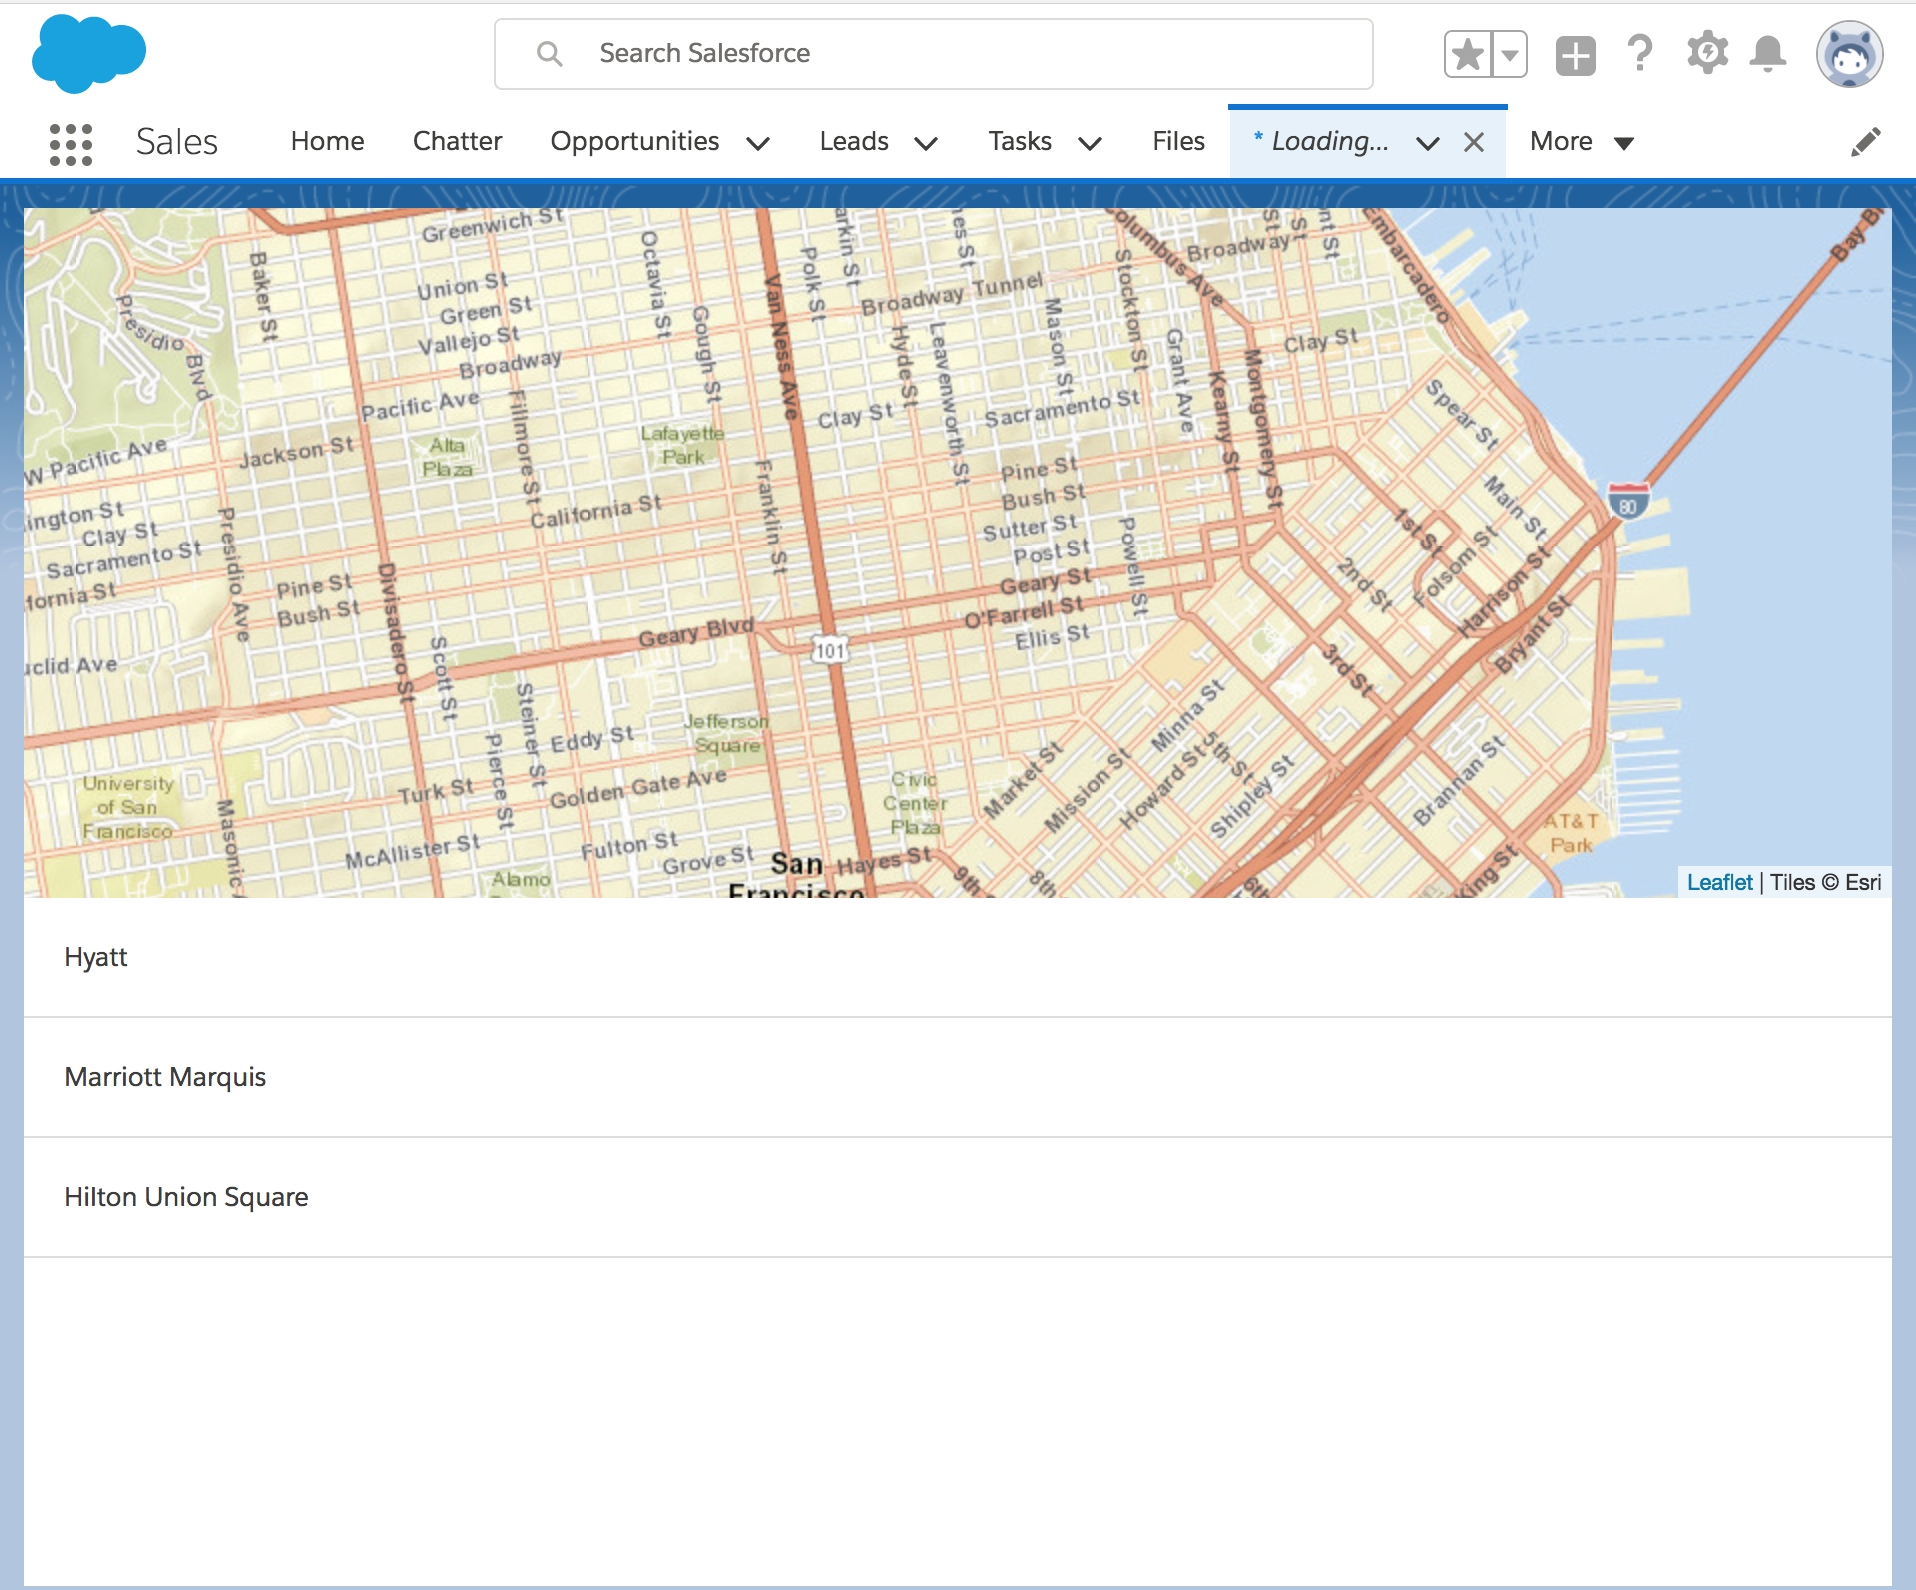 Search Salesforce
Sales Home Chatter Opportunities Leads Tasks Files * Loading... More
Greenwich St
Baker St
Octavia St
Polk St
Stockton St
Columbus Ave
Broadway
Embarcadero
Union St
Green St
Vallejo St
Broadway
Gough St
Van Ness Ave
Broadway Tunnel
Mason St
Presidio Blvd
Hyde St
Leavenworth St
Grant Ave
Clay St
Montgomery St
Kearny St
Pacific Ave
Fillmore St
Clay St
Sacramento St
Spear St
Lafayette
Park
Alta
Plaza
W Pacific Ave
Jackson St
Franklin St
Pine St
Bush St
Sutter St
Post St
Geary St
O'Farrell St
Ellis St
Powell St
Main St
80
1st St
2nd St
Folsom St
Harrison St
Bryant St
3rd St
California St
Clay St
Sacramento St
Presidio Ave
Pine St
Bush St
Divisadero St
Scott St
Geary Blvd
101
Steiner St
Pierce St
Eddy St
Jefferson
Square
Turk St
Golden Gate Ave
University
of San
Francisco
Masonic
McAllister St
Fulton St
Grove St
Alamo
Civic
Center
Plaza
Market St
Mission St
Minna St
Howard St
5th St
Shipley St
Brannan St
AT&T
Park
King St
San
Francisco
Hayes St
9th
8th
6th
Leaflet | Tiles © Esri
Hyatt
Marriott Marquis
Hilton Union Square